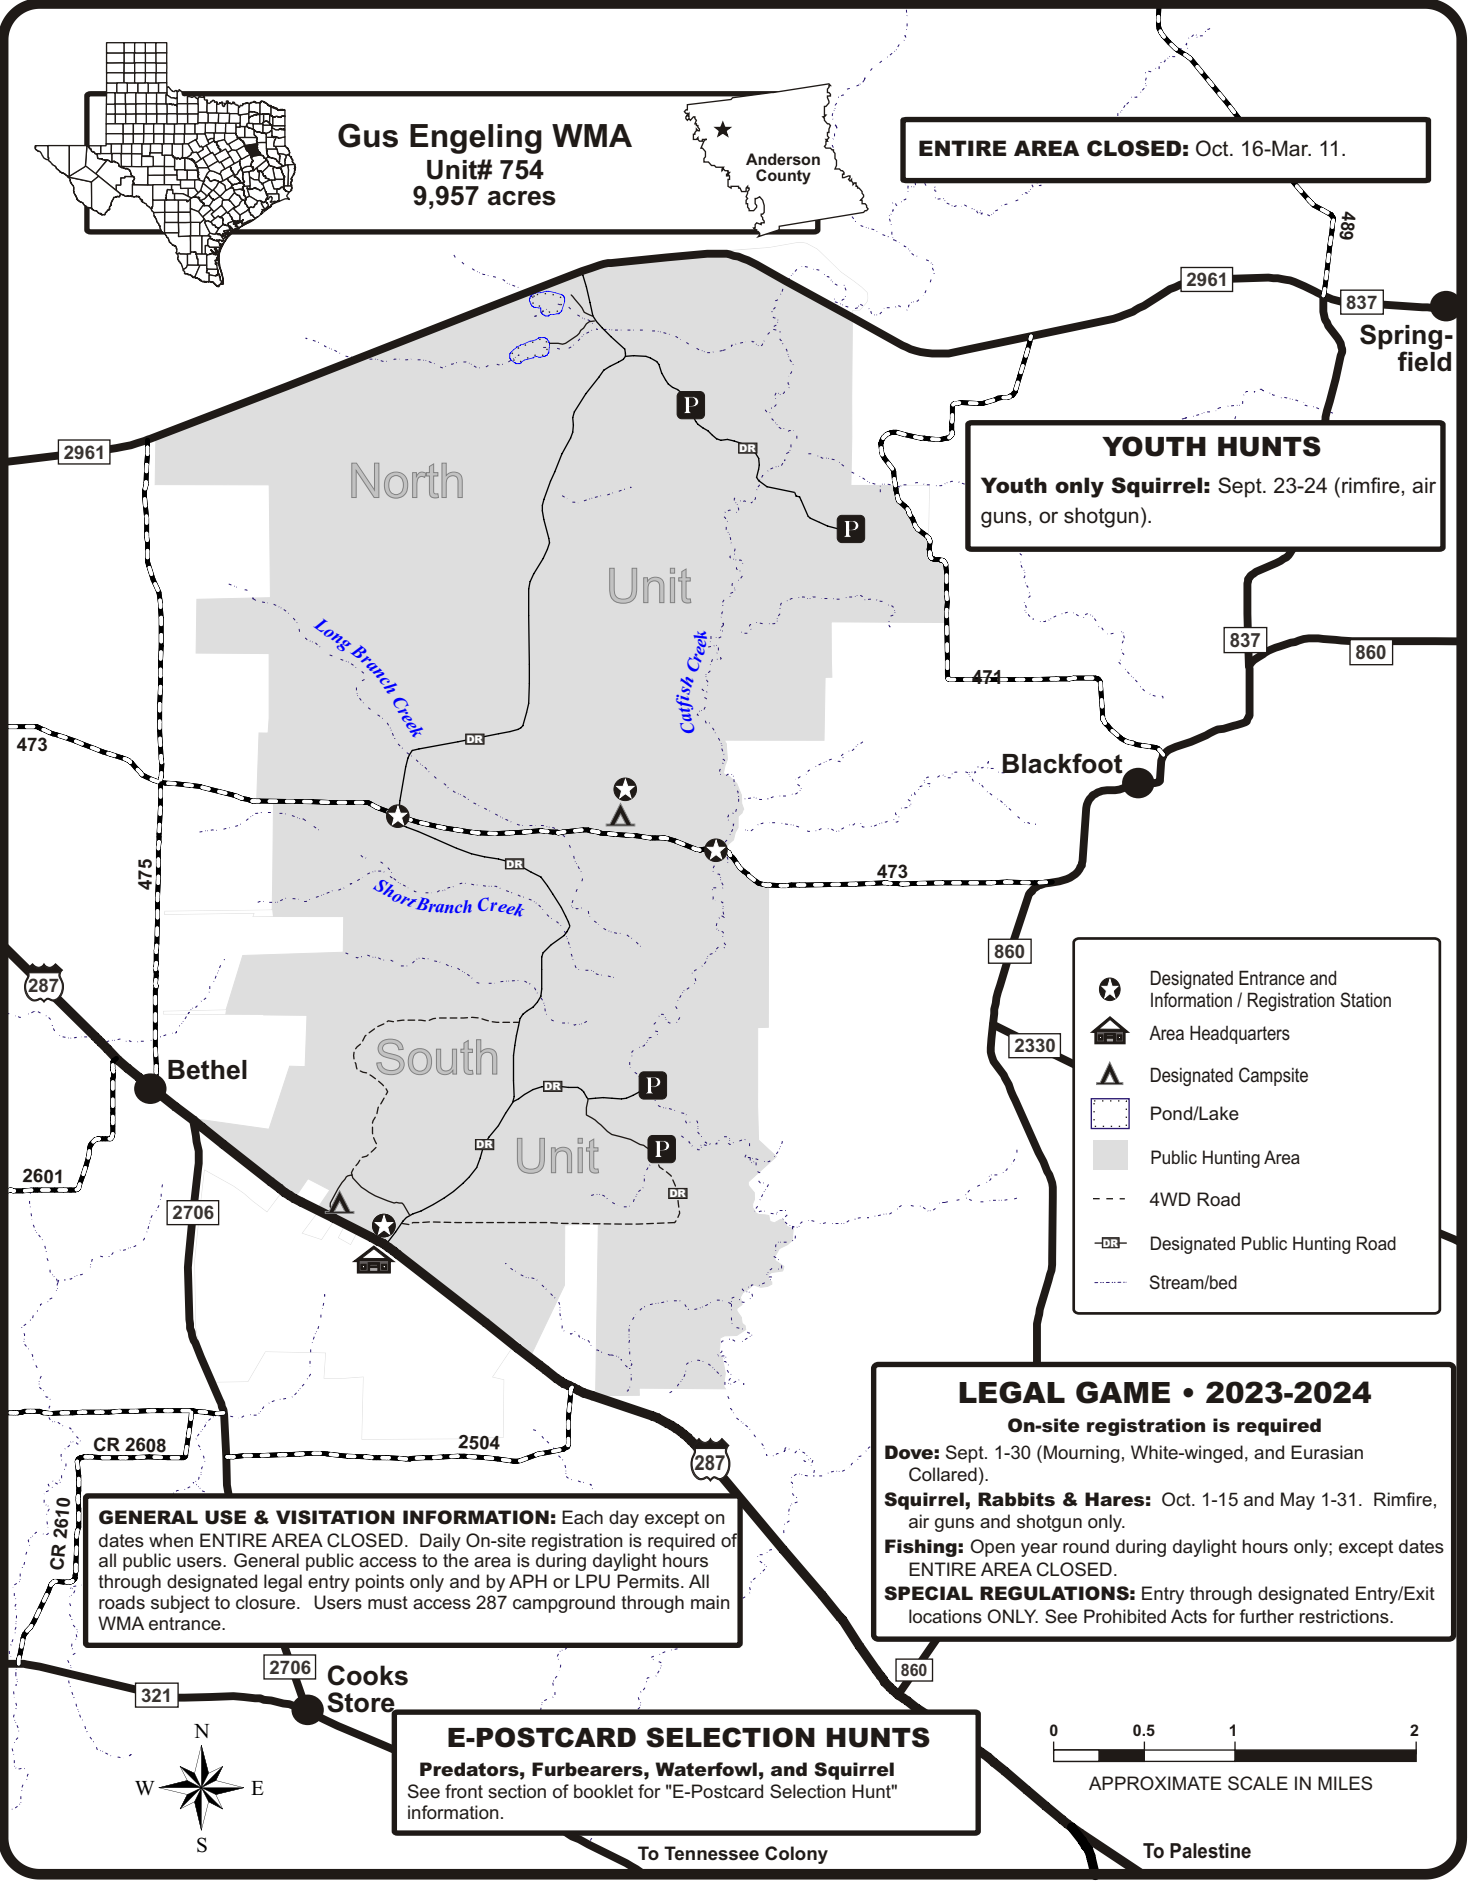 Gus Engeling WMA
Unit# 754
9,957 acres
Anderson
County
ENTIRE AREA CLOSED: Oct. 16-Mar. 11.
489
2961
837
Spring-
field
2961
YOUTH HUNTS
Youth only Squirrel: Sept. 23-24 (rimfire, air
guns, or shotgun).
P
DR
P
North
Unit
Long Branch Creek
Catfish Creek
837
860
471
473
DR
Blackfoot
475
DR
473
Short Branch Creek
860
287
2330
South
Bethel
DR
P
DR
Unit
P
DR
2601
2706
Designated Entrance and
Information / Registration Station
Area Headquarters
Designated Campsite
Pond/Lake
Public Hunting Area
4WD Road
DR
Designated Public Hunting Road
Stream/bed
CR 2608
2504
287
CR 2610
LEGAL GAME • 2023-2024
On-site registration is required
Dove: Sept. 1-30 (Mourning, White-winged, and Eurasian
Collared).
Squirrel, Rabbits & Hares: Oct. 1-15 and May 1-31. Rimfire,
air guns and shotgun only.
Fishing: Open year round during daylight hours only; except dates
ENTIRE AREA CLOSED.
SPECIAL REGULATIONS: Entry through designated Entry/Exit
locations ONLY. See Prohibited Acts for further restrictions.
GENERAL USE & VISITATION INFORMATION: Each day except on
dates when ENTIRE AREA CLOSED. Daily On-site registration is required of
all public users. General public access to the area is during daylight hours
through designated legal entry points only and by APH or LPU Permits. All
roads subject to closure. Users must access 287 campground through main
WMA entrance.
2706
Cooks
Store
321
860
E-POSTCARD SELECTION HUNTS
Predators, Furbearers, Waterfowl, and Squirrel
See front section of booklet for "E-Postcard Selection Hunt"
information.
N
W
E
S
0
0.5
1
2
APPROXIMATE SCALE IN MILES
To Tennessee Colony
To Palestine